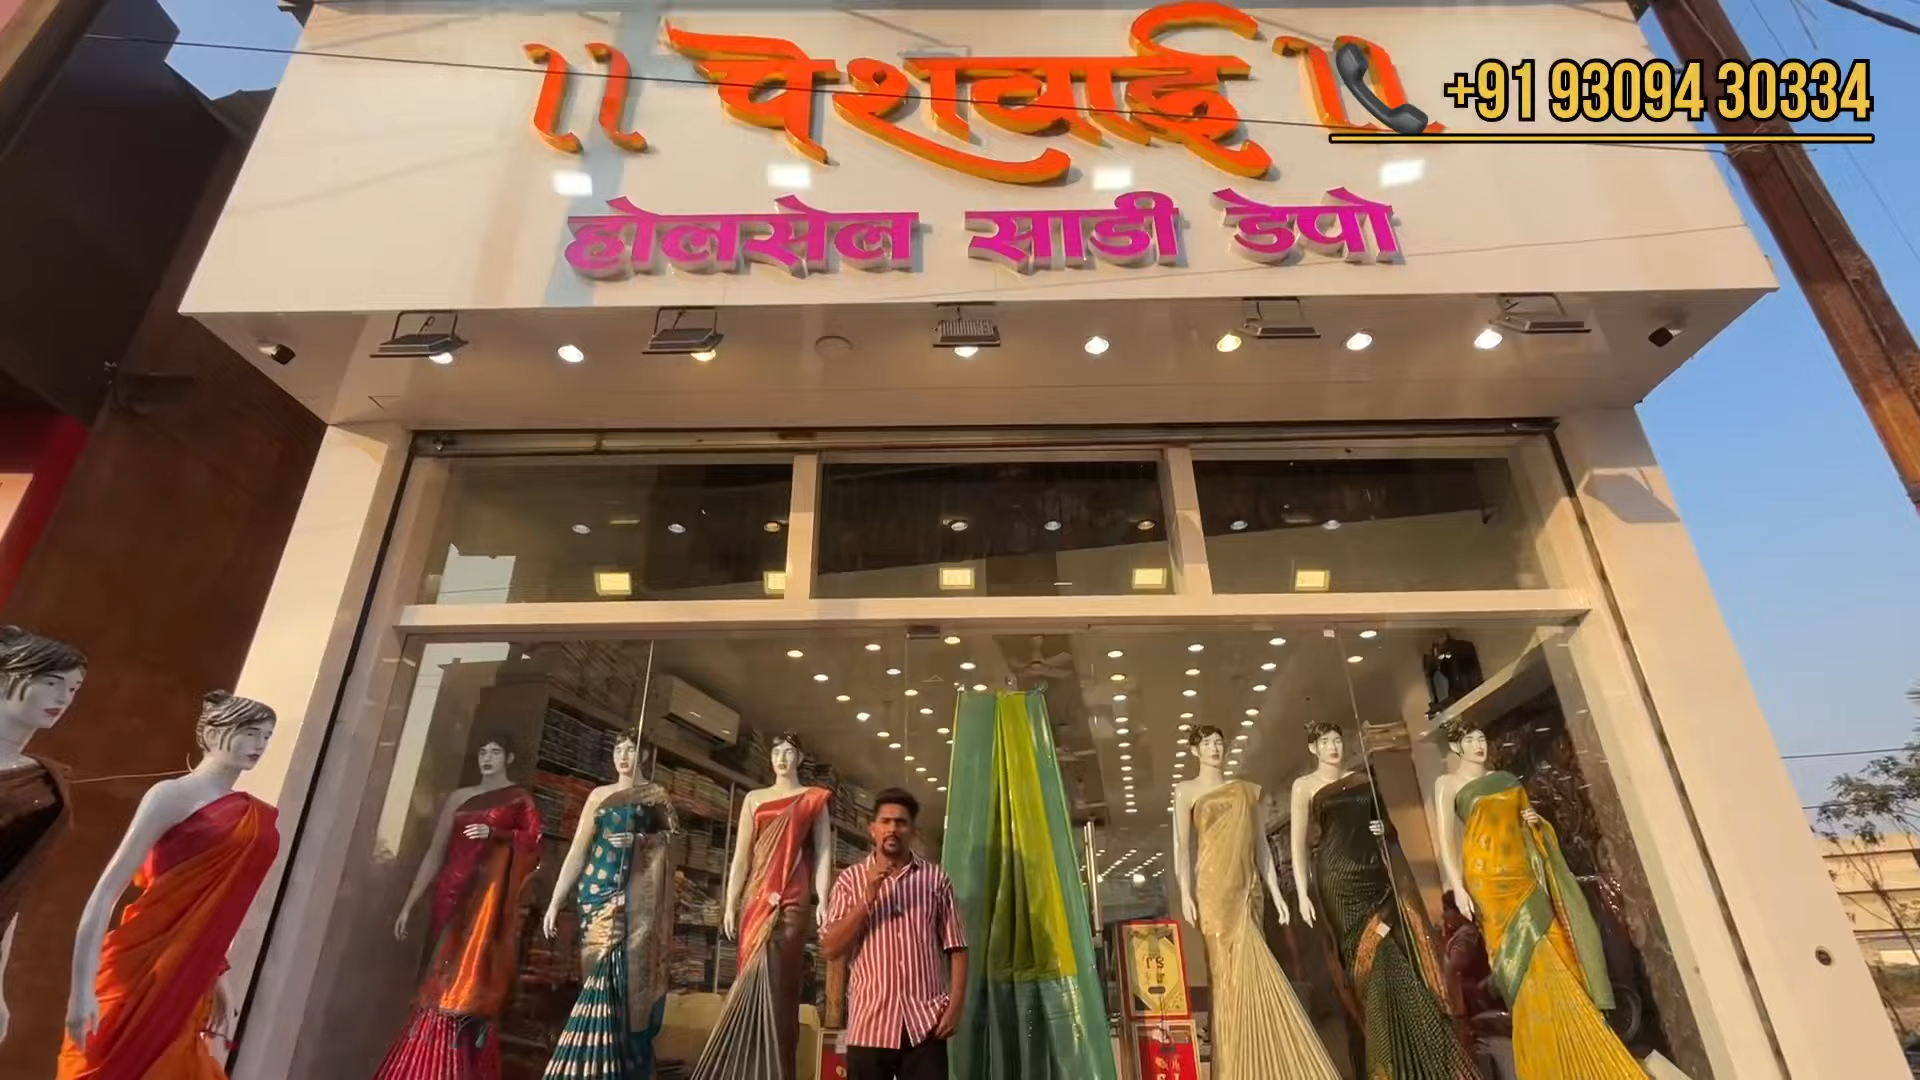 ।। पेशवाई ।।
+91 93094 30334
होलसेल साडी डेपो